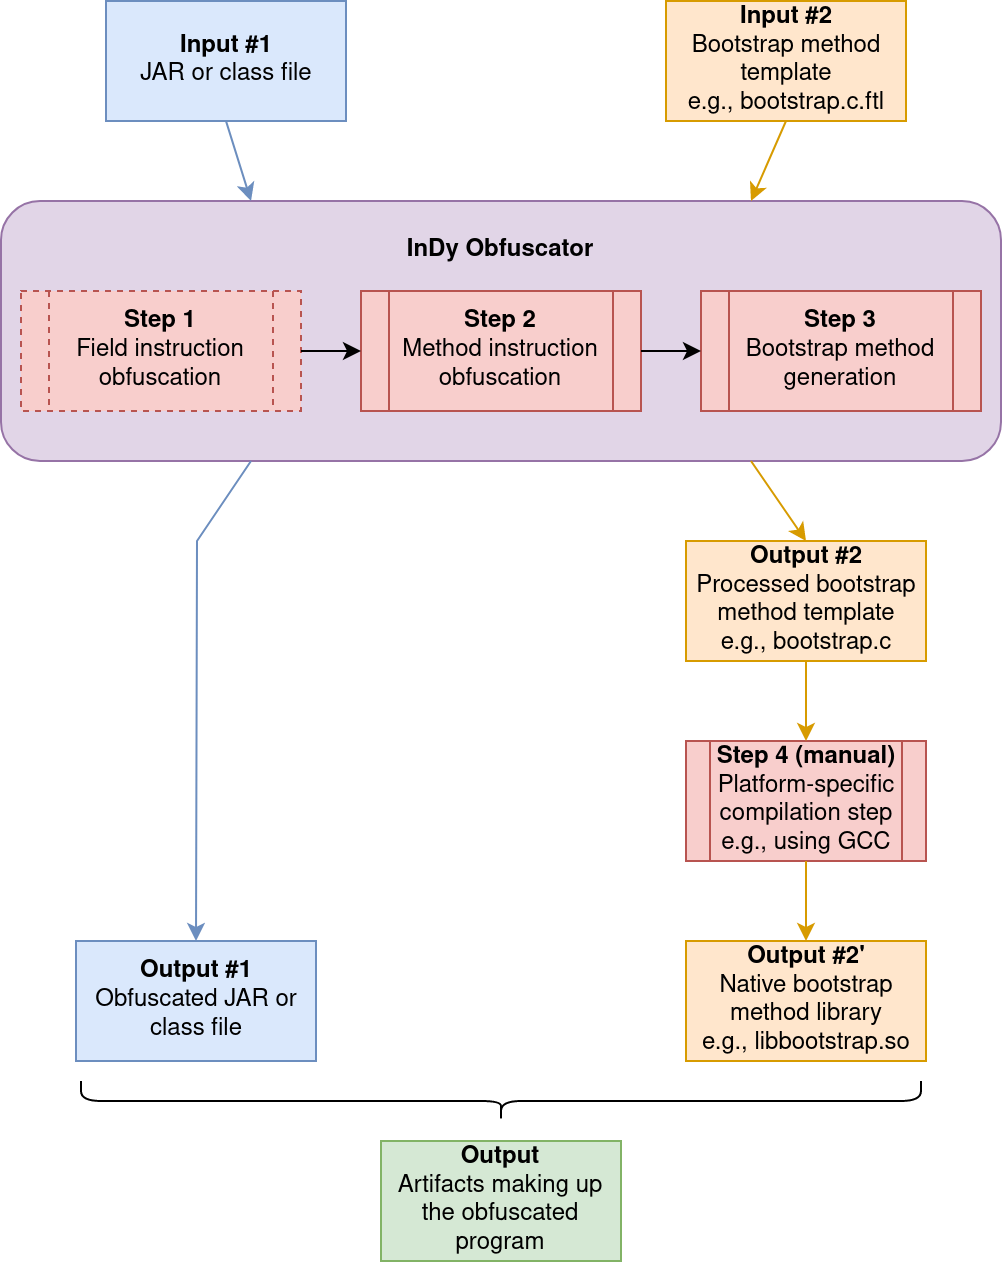 Input #1
JAR or class file
Input #2
Bootstrap method
template
e.g., bootstrap.c.ftl
InDy Obfuscator
Step 1
Field instruction
obfuscation
Step 2
Method instruction
obfuscation
Step 3
Bootstrap method
generation
Output #2
Processed bootstrap
method template
e.g., bootstrap.c
Step 4 (manual)
Platform-specific
compilation step
e.g., using GCC
Output #1
Obfuscated JAR or
class file
Output #2'
Native bootstrap
method library
e.g., libbootstrap.so
Output
Artifacts making up
the obfuscated
program